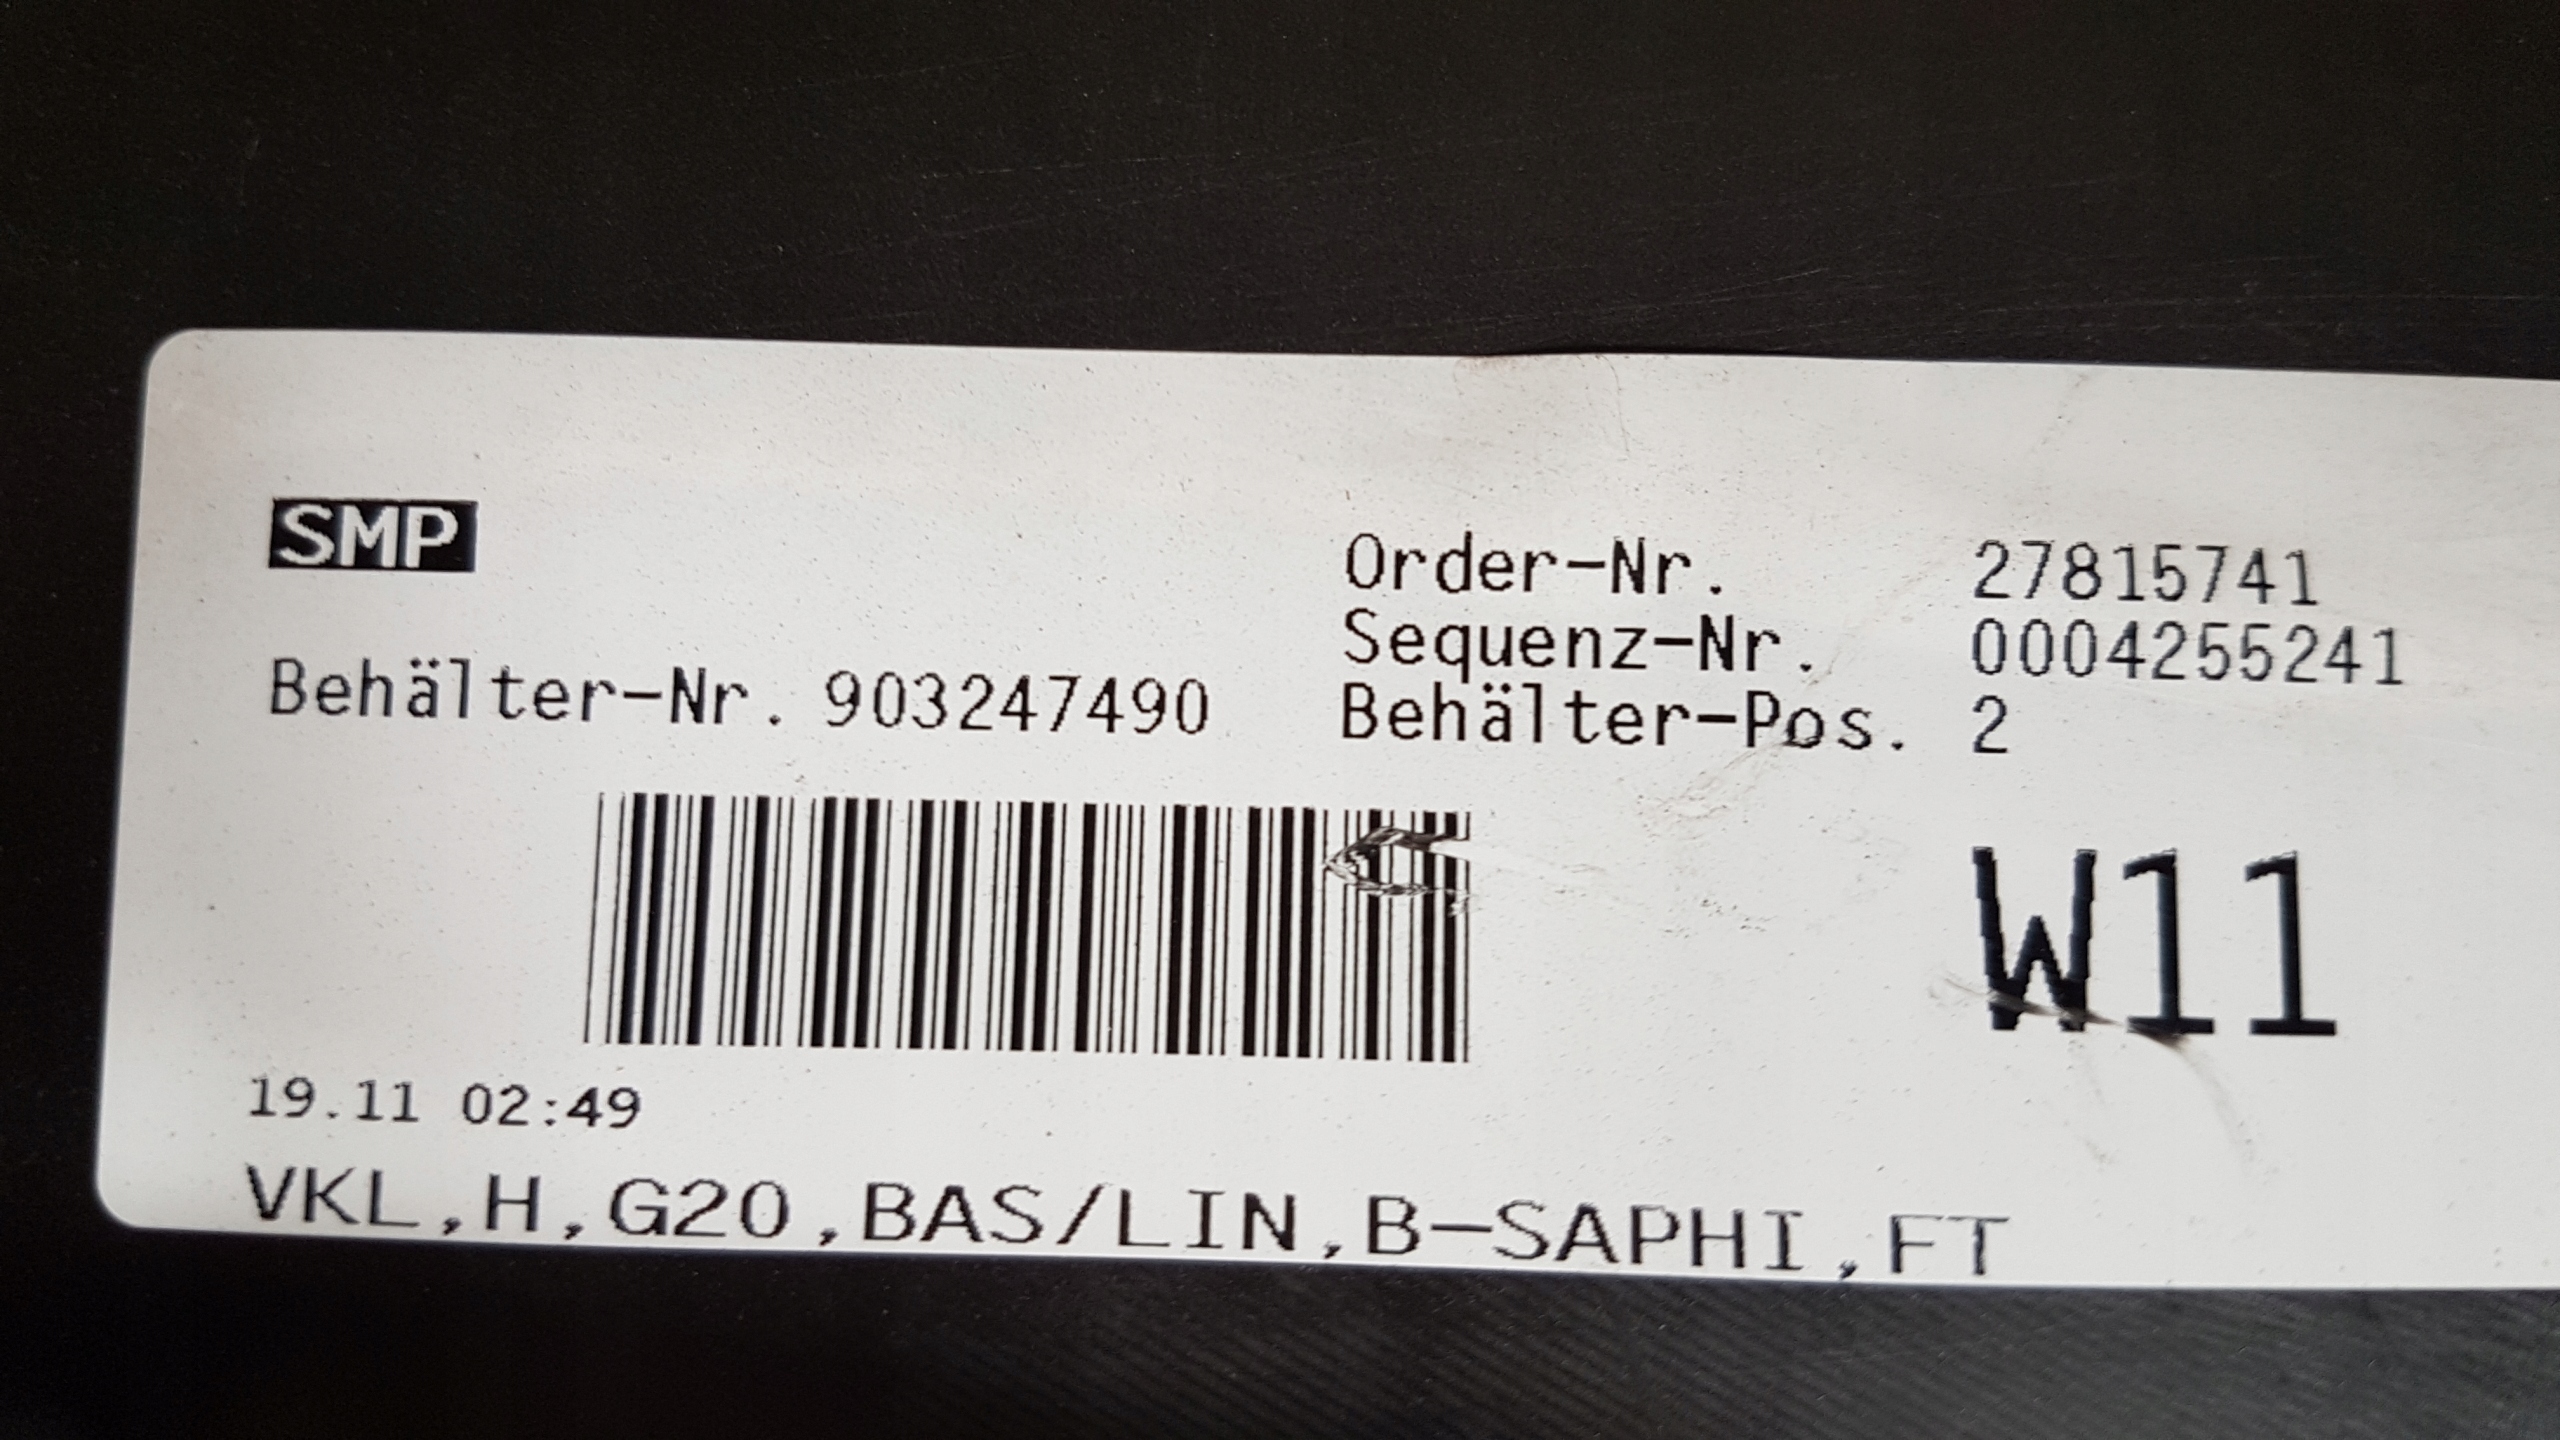 SMP
Order-Nr. 27815741
Sequenz-Nr. 0004255241
Behälter-Nr. 903247490 Behälter-Pos. 2
W11
19.11 02:49
VKL,H,G20,BAS/LIN,B-SAPHI,FT